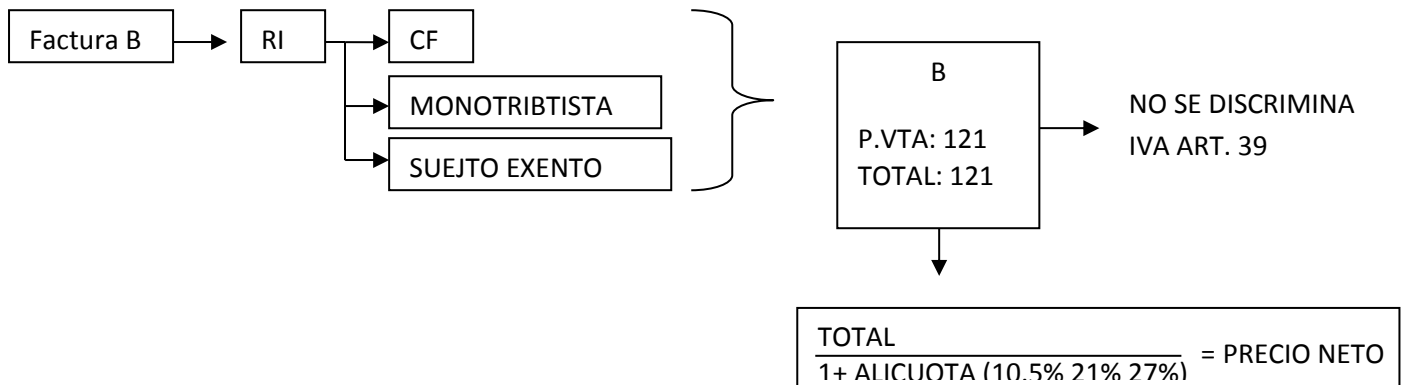 Factura B
RI
CF
MONOTRIBTISTA
SUEJTO EXENTO
B
P.VTA: 121
TOTAL: 121
NO SE DISCRIMINA
IVA ART. 39
TOTAL
1+ ALICUOTA (10.5% 21% 27%)
= PRECIO NETO